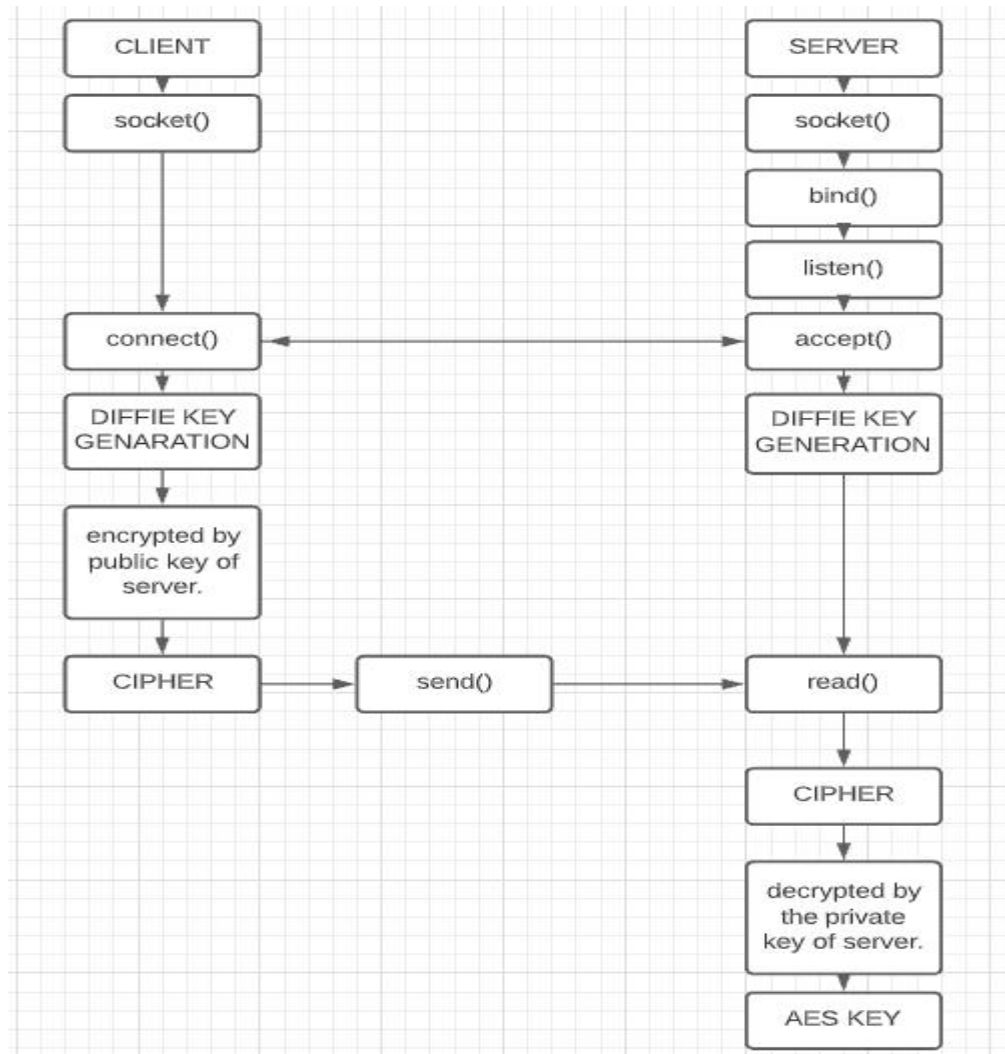 CLIENT
SERVER
socket()
socket()
bind()
listen()
connect()
accept()
DIFFIE KEY
GENARATION
DIFFIE KEY
GENERATION
encrypted by
public key of
server.
CIPHER
send()
read()
CIPHER
decrypted by
the private
key of server.
AES KEY